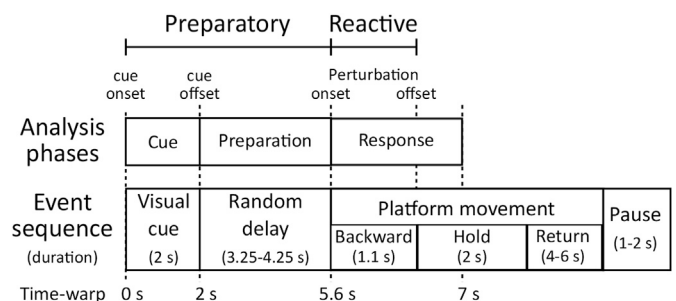 Preparatory Reactive
cue onset
cue offset
Perturbation
onset offset
Analysis phases
Cue Preparation Response
Event sequence
(duration)
Visual cue
(2 s)
Random delay
(3.25-4.25 s)
Platform movement
Backward
(1.1 s)
Hold
(2 s)
Return
(4-6 s)
Pause
(1-2 s)
Time-warp 0 s 2 s 5.6 s 7 s